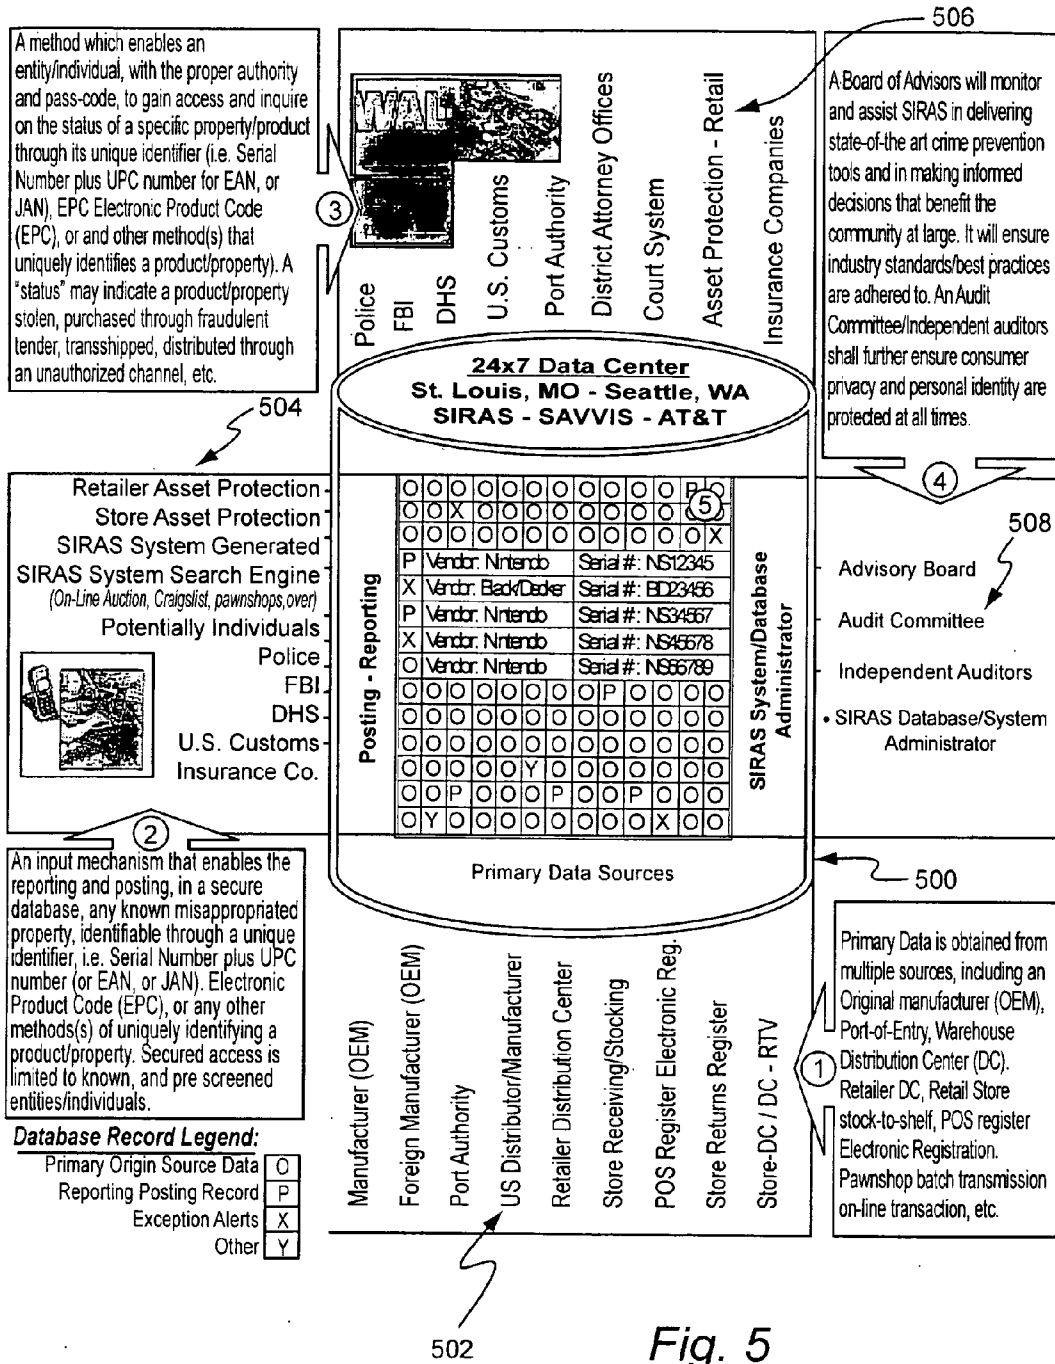 506
A method which enables an
entity/individual, with the proper authority
and pass-code, to gain access and inquire
on the status of a specific property/product
through its unique identifier (i.e. Serial
Number plus UPC number for EAN, or
JAN), EPC Electronic Product Code
(EPC), or and other method(s) that
uniquely identifies a product/property). A
"status" may indicate a product/property
stolen, purchased through fraudulent
tender, transshipped, distributed through
an unauthorized channel, etc.
3
Police
FBI
DHS
U.S. Customs
Port Authority
District Attorney Offices
Court System
Asset Protection - Retail
Insurance Companies
A Board of Advisors will monitor
and assist SIRAS in delivering
state-of-the art crime prevention
tools and in making informed
decisions that benefit the
community at large. It will ensure
industry standards/best practices
are adhered to. An Audit
Committee/Independent auditors
shall further ensure consumer
privacy and personal identity are
protected at all times.
4
24x7 Data Center
St. Louis, MO - Seattle, WA
SIRAS - SAVVIS - AT&T
504
Retailer Asset Protection
Store Asset Protection
SIRAS System Generated
SIRAS System Search Engine
(On-Line Auction, Craigslist, pawnshops,over)
Potentially Individuals
Police
FBI
DHS
U.S. Customs
Insurance Co.
Posting - Reporting
O O O O O O O O O O O P O
5
O O X O O O O O O O O O O
O O O O O O O O O O O O X
P Vendor: Nintendo Serial #: NS12345
X Vendor: Black/Decker Serial #: BD23456
P Vendor: Nintendo Serial #: NS34567
X Vendor: Nintendo Serial #: NS45678
O Vendor: Nintendo Serial #: NS56789
O O O O O O O O P O O O O
O O O O O O O O O O O O O
O O O O O O O O O O O O O
O O O O O Y O O O O O O O
O O P O O O P O O P O O O
O Y O O O O O O O O X O O
SIRAS System/Database
Administrator
508
Advisory Board
Audit Committee
Independent Auditors
• SIRAS Database/System
Administrator
Primary Data Sources
500
2
An input mechanism that enables the
reporting and posting, in a secure
database, any known misappropriated
property, identifiable through a unique
identifier, i.e. Serial Number plus UPC
number (or EAN, or JAN). Electronic
Product Code (EPC), or any other
methods(s) of uniquely identifying a
product/property. Secured access is
limited to known, and pre screened
entities/individuals.
Database Record Legend:
Primary Origin Source Data O
Reporting Posting Record P
Exception Alerts X
Other Y
Manufacturer (OEM)
Foreign Manufacturer (OEM)
Port Authority
US Distributor/Manufacturer
Retailer Distribution Center
Store Receiving/Stocking
POS Register Electronic Reg.
Store Returns Register
Store-DC / DC - RTV
1
Primary Data is obtained from
multiple sources, including an
Original manufacturer (OEM),
Port-of-Entry, Warehouse
Distribution Center (DC).
Retailer DC, Retail Store
stock-to-shelf, POS register
Electronic Registration.
Pawnshop batch transmission
on-line transaction, etc.
502
Fig. 5